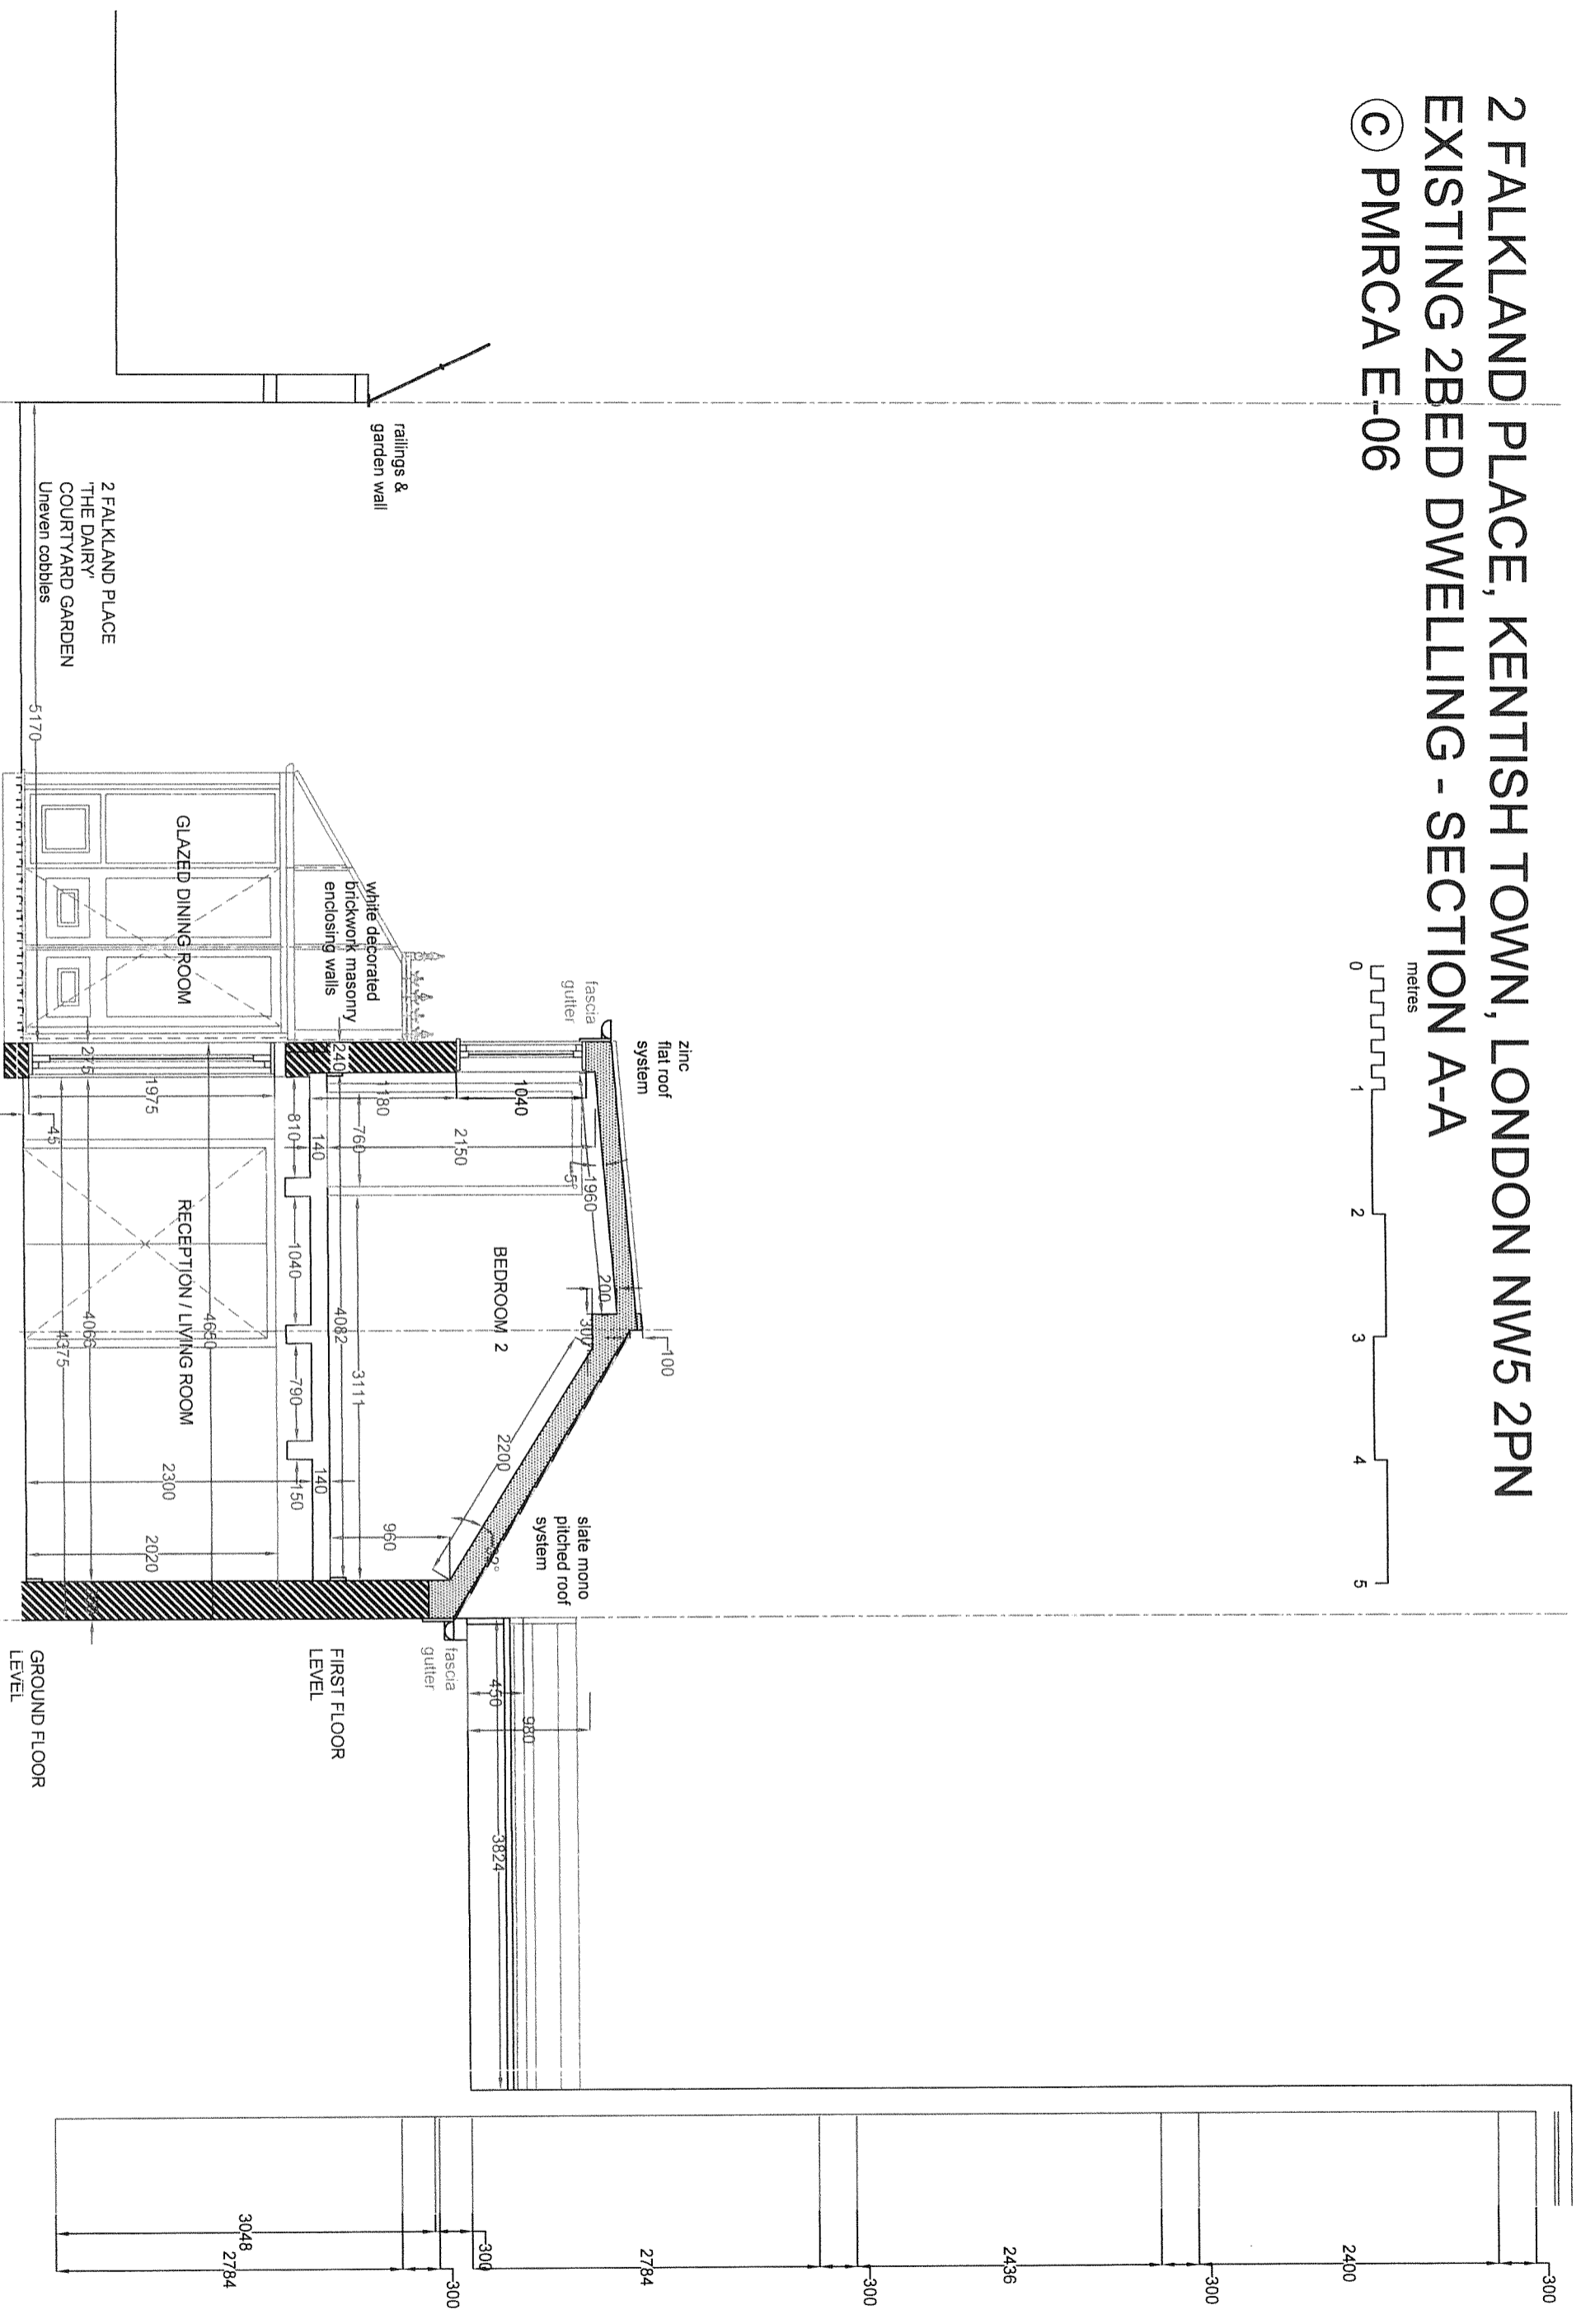 2 FALKLAND PLACE, KENTISH TOWN, LONDON NW5 2PN
EXISTING 2BED DWELLING - SECTION A-A
© PMRCA E-06
metres
0
1
2
3
4
5
railings &
garden wall
2 FALKLAND PLACE
'THE DAIRY'
COURTYARD GARDEN
Uneven cobbles
5170
GLAZED DINING ROOM
white decorated
brickwork masonry
enclosing walls
fascia
gutter
zinc
flat roof
system
240
275
1975
45
1180
1040
760
2150
810
140
5°
1960
200
300
100
BEDROOM 2
1040
4082
3111
790
150
140
2200
960
RECEPTION / LIVING ROOM
4650
4066
4375
2300
2020
slate mono
pitched roof
system
fascia
gutter
FIRST FLOOR
LEVEL
GROUND FLOOR
LEVEL
450
980
3824
3048
2784
300
300
2784
300
2436
300
2400
300